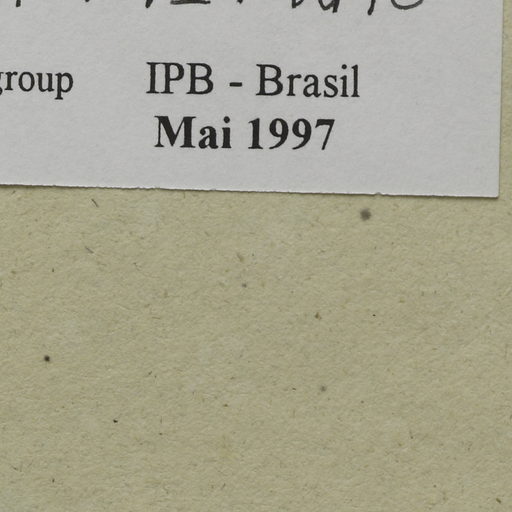 group IPB - Brasil
Mai 1997